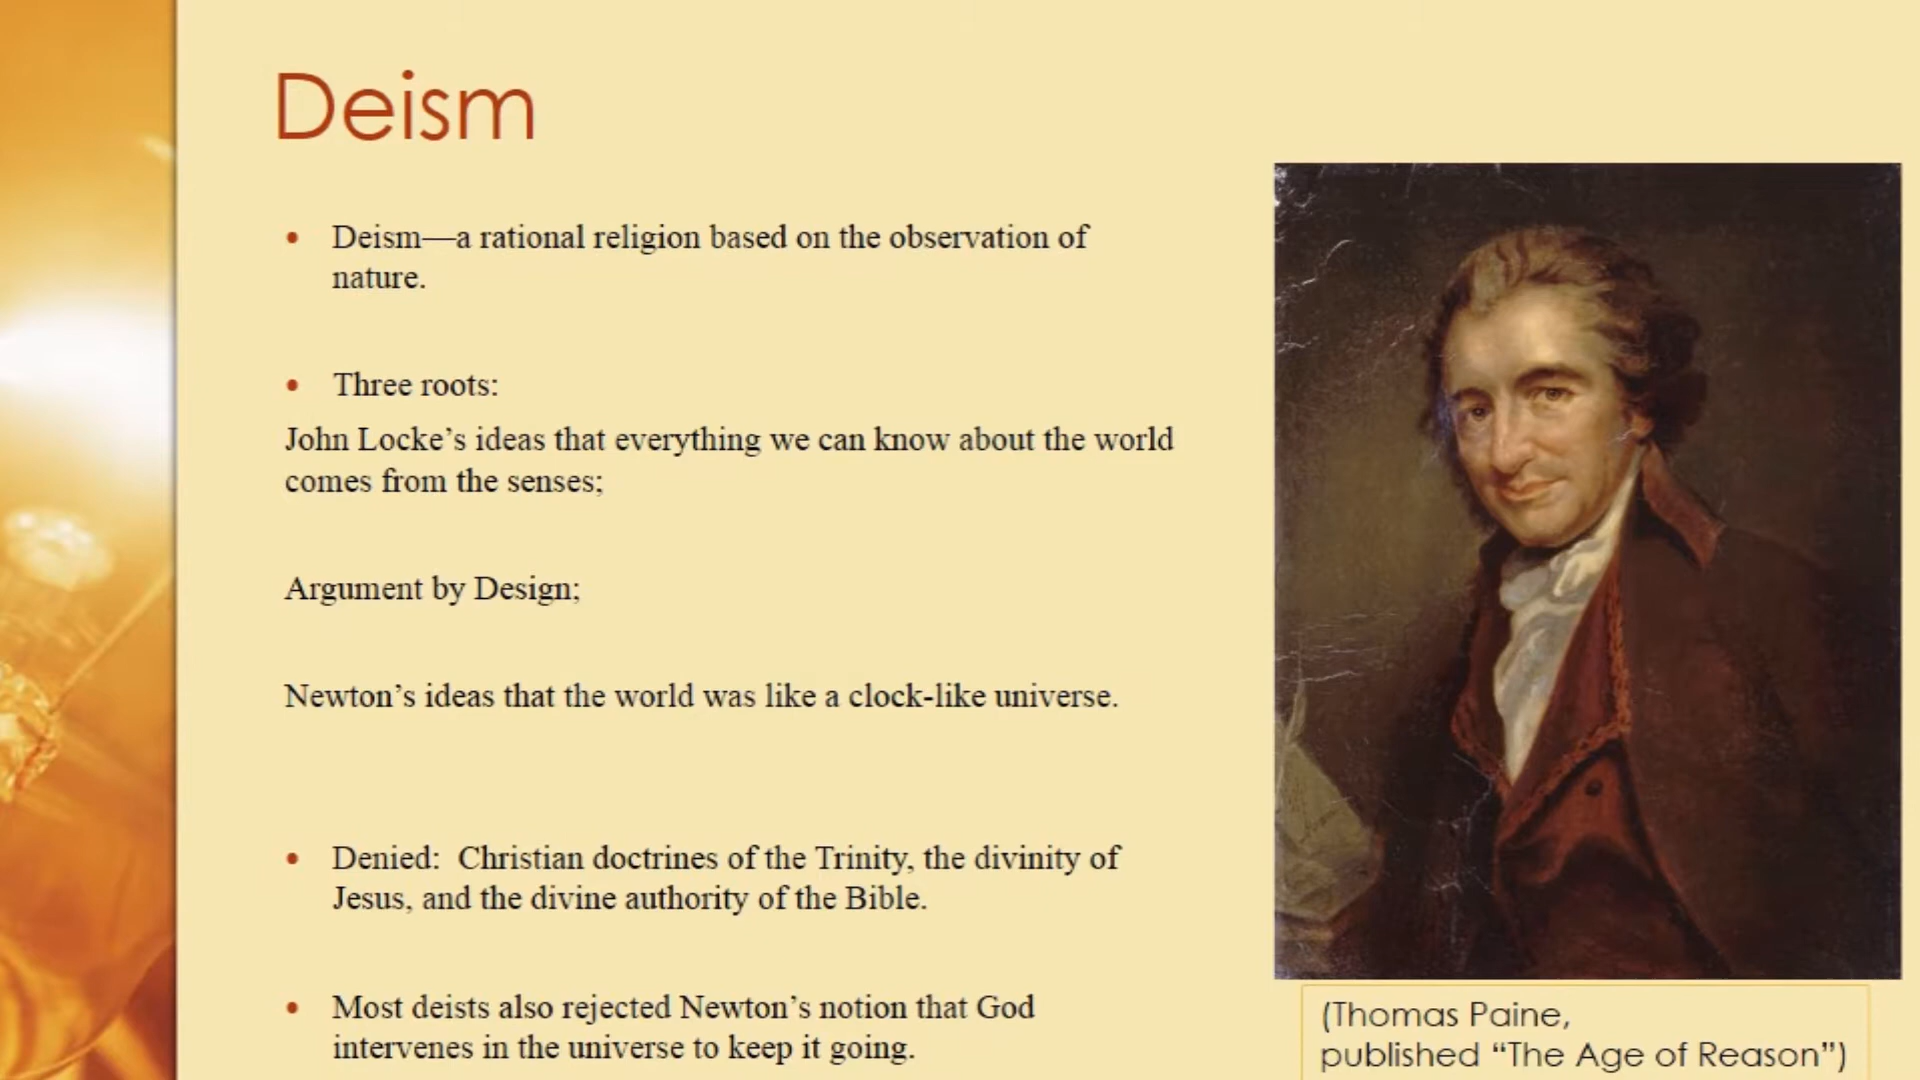 Deism
• Deism—a rational religion based on the observation of
nature.
• Three roots:
John Locke’s ideas that everything we can know about the world
comes from the senses;
Argument by Design;
Newton’s ideas that the world was like a clock-like universe.
• Denied:  Christian doctrines of the Trinity, the divinity of
Jesus, and the divine authority of the Bible.
• Most deists also rejected Newton’s notion that God
intervenes in the universe to keep it going.
(Thomas Paine,
published “The Age of Reason”)